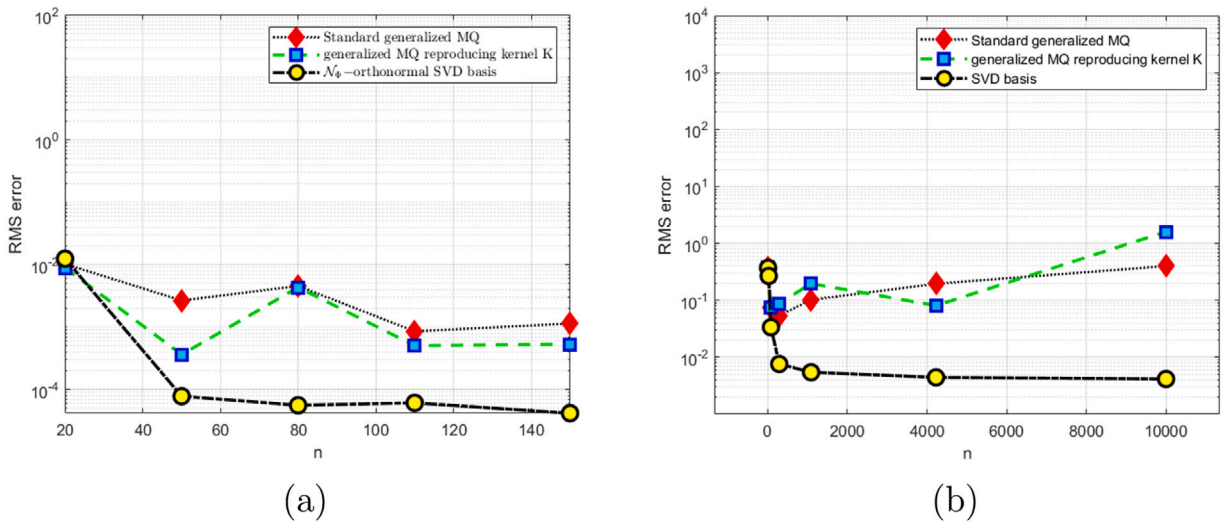 10^2
Standard generalized MQ
generalized MQ reproducing kernel K
𝒩_Φ−orthonormal SVD basis
10^0
RMS error
10^-2
10^-4
20 40 60 80 100 120 140
n
(a)
10^4
Standard generalized MQ
generalized MQ reproducing kernel K
SVD basis
10^3
10^2
10^1
10^0
RMS error
10^-1
10^-2
0 2000 4000 6000 8000 10000
n
(b)